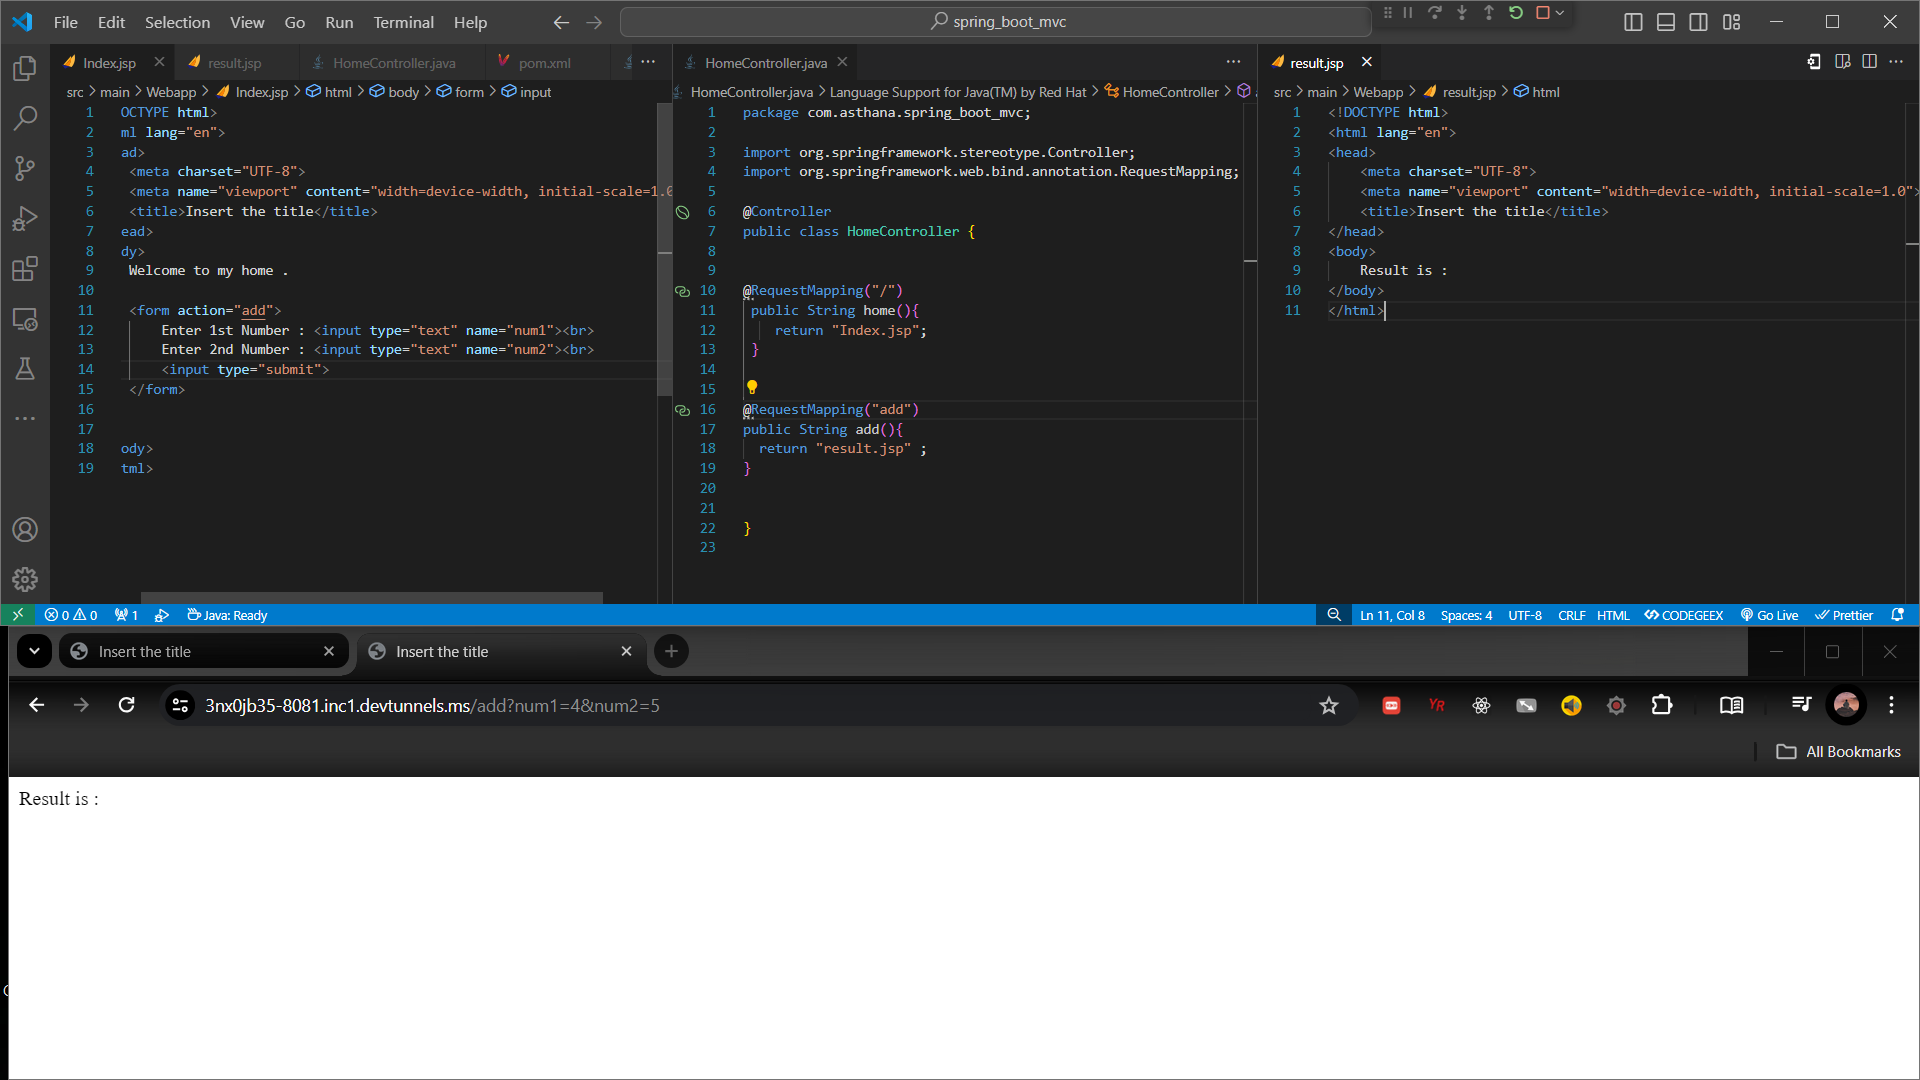 File Edit Selection View Go Run Terminal Help
spring_boot_mvc
Index.jsp
result.jsp
HomeController.java
pom.xml
src > main > Webapp > Index.jsp > html > body > form > input
1 OCTYPE html>
2 ml lang="en">
3 ad>
4 <meta charset="UTF-8">
5 <meta name="viewport" content="width=device-width, initial-scale=1.0
6 <title>Insert the title</title>
7 ead>
8 dy>
9 Welcome to my home .
10
11 <form action="add">
12 Enter 1st Number : <input type="text" name="num1"><br>
13 Enter 2nd Number : <input type="text" name="num2"><br>
14 <input type="submit">
15 </form>
16
17
18 ody>
19 tml>
HomeController.java
HomeController.java > Language Support for Java(TM) by Red Hat > HomeController >
1 package com.asthana.spring_boot_mvc;
2
3 import org.springframework.stereotype.Controller;
4 import org.springframework.web.bind.annotation.RequestMapping;
5
6 @Controller
7 public class HomeController {
8
9
10 @RequestMapping("/")
11 public String home(){
12 return "Index.jsp";
13 }
14
15
16 @RequestMapping("add")
17 public String add(){
18 return "result.jsp" ;
19 }
20
21
22 }
23
result.jsp
src > main > Webapp > result.jsp > html
1 <!DOCTYPE html>
2 <html lang="en">
3 <head>
4 <meta charset="UTF-8">
5 <meta name="viewport" content="width=device-width, initial-scale=1.0">
6 <title>Insert the title</title>
7 </head>
8 <body>
9 Result is :
10 </body>
11 </html>
0 0 1 Java: Ready
Ln 11, Col 8 Spaces: 4 UTF-8 CRLF HTML CODEGEEX Go Live Prettier
Insert the title
Insert the title
3nx0jb35-8081.inc1.devtunnels.ms/add?num1=4&num2=5
YR
All Bookmarks
Result is :